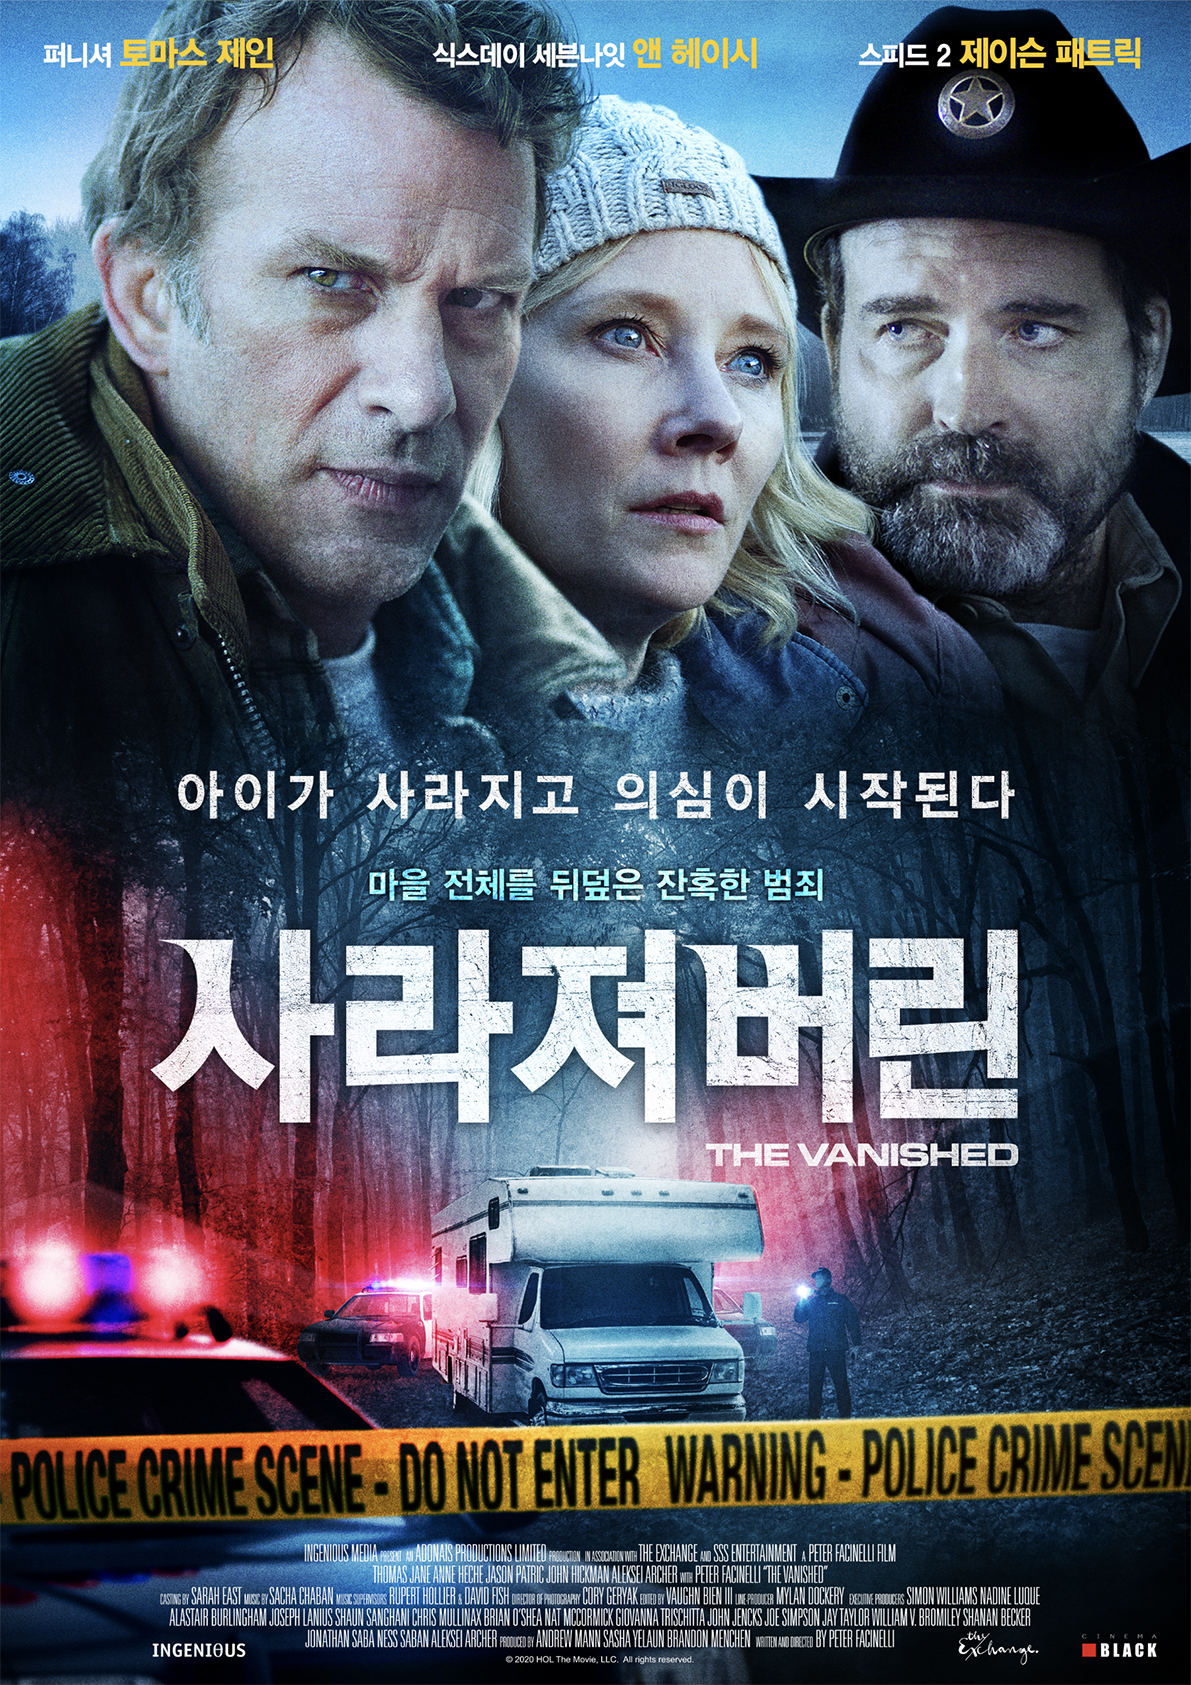 퍼니셔 토마스 제인 식스데이 세븐나잇 앤 헤이시 스피드 2 제이슨 패트릭
아이가 사라지고 의심이 시작된다
마을 전체를 뒤덮은 잔혹한 범죄
사라져버린
THE VANISHED
POLICE CRIME SCENE - DO NOT ENTER WARNING - POLICE CRIME SCEN
INGENIOUS MEDIA PRESENT AN ADONAIS PRODUCTIONS LIMITED PRODUCTION IN ASSOCIATION WITH THE EXCHANGE AND SSS ENTERTAINMENT A PETER FACINELLI FILM
THOMAS JANE ANNE HECHE JASON PATRIC JOHN HICKMAN ALEKSEI ARCHER WITH PETER FACINELLI "THE VANISHED"
CASTING BY SARAH EAST MUSIC BY SACHA CHABAN MUSIC SUPERVISORS RUPERT HOLLIER & DAVID FISH DIRECTOR OF PHOTOGRAPHY CORY GERYAK EDITED BY VAUGHN BIEN III LINE PRODUCER MYLAN DOCKERY EXECUTIVE PRODUCERS SIMON WILLIAMS NADINE LUQUE
ALASTAIR BURLINGHAM JOSEPH LANIUS SHAUN SANGHANI CHRIS MULLINAX BRIAN O'SHEA NAT MCCORMICK GIOVANNA TRISCHITTA JOHN JENCKS JOE SIMPSON JAY TAYLOR WILLIAM V. BROMILEY SHANAN BECKER
JONATHAN SABA NESS SABAN ALEKSEI ARCHER PRODUCED BY ANDREW MANN SASHA YELAUN BRANDON MENCHEN WRITTEN AND DIRECTED BY PETER FACINELLI
INGENIOUS
© 2020 HOL The Movie, LLC. All rights reserved.
the Exchange.
CINEMA
BLACK